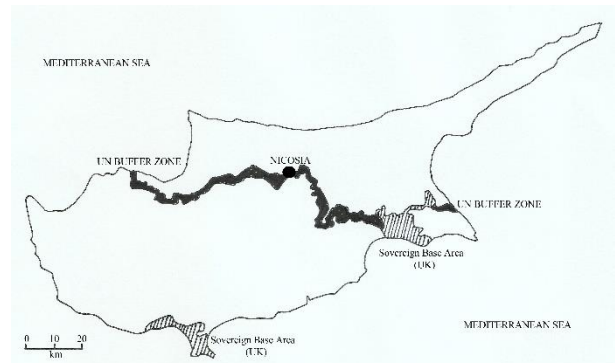 MEDITERRANEAN SEA
UN BUFFER ZONE
NICOSIA
UN BUFFER ZONE
Sovereign Base Area
(UK)
MEDITERRANEAN SEA
0 10 20
km
Sovereign Base Area
(UK)